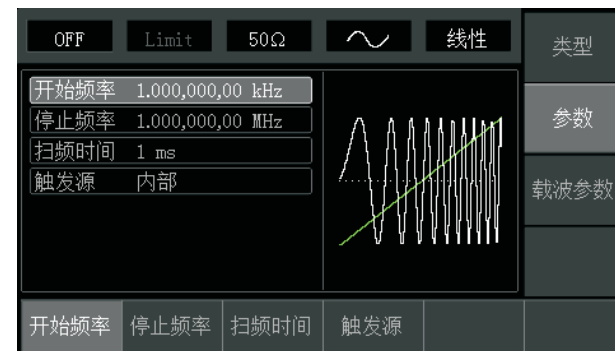 OFF Limit 50Ω 线性 类型
开始频率 1.000,000,00 kHz
停止频率 1.000,000,00 MHz 参数
扫频时间 1 ms
触发源 内部 载波参数
开始频率 停止频率 扫频时间 触发源